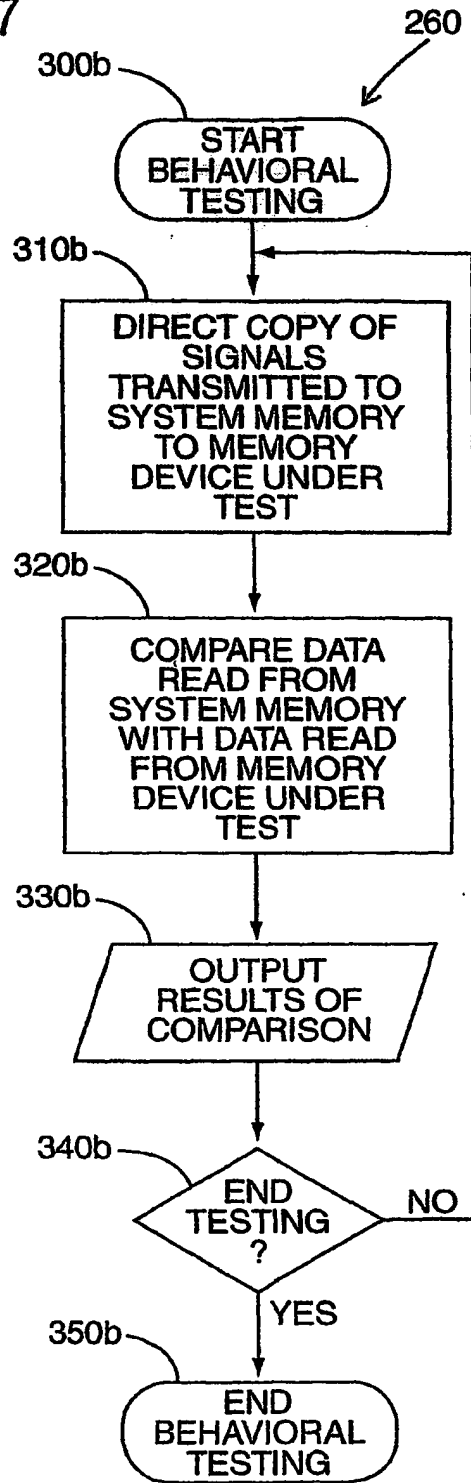 7
260
300b
START
BEHAVIORAL
TESTING
310b
DIRECT COPY OF
SIGNALS
TRANSMITTED TO
SYSTEM MEMORY
TO MEMORY
DEVICE UNDER
TEST
320b
COMPARE DATA
READ FROM
SYSTEM MEMORY
WITH DATA READ
FROM MEMORY
DEVICE UNDER
TEST
330b
OUTPUT
RESULTS OF
COMPARISON
340b
END
TESTING
?
NO
YES
350b
END
BEHAVIORAL
TESTING